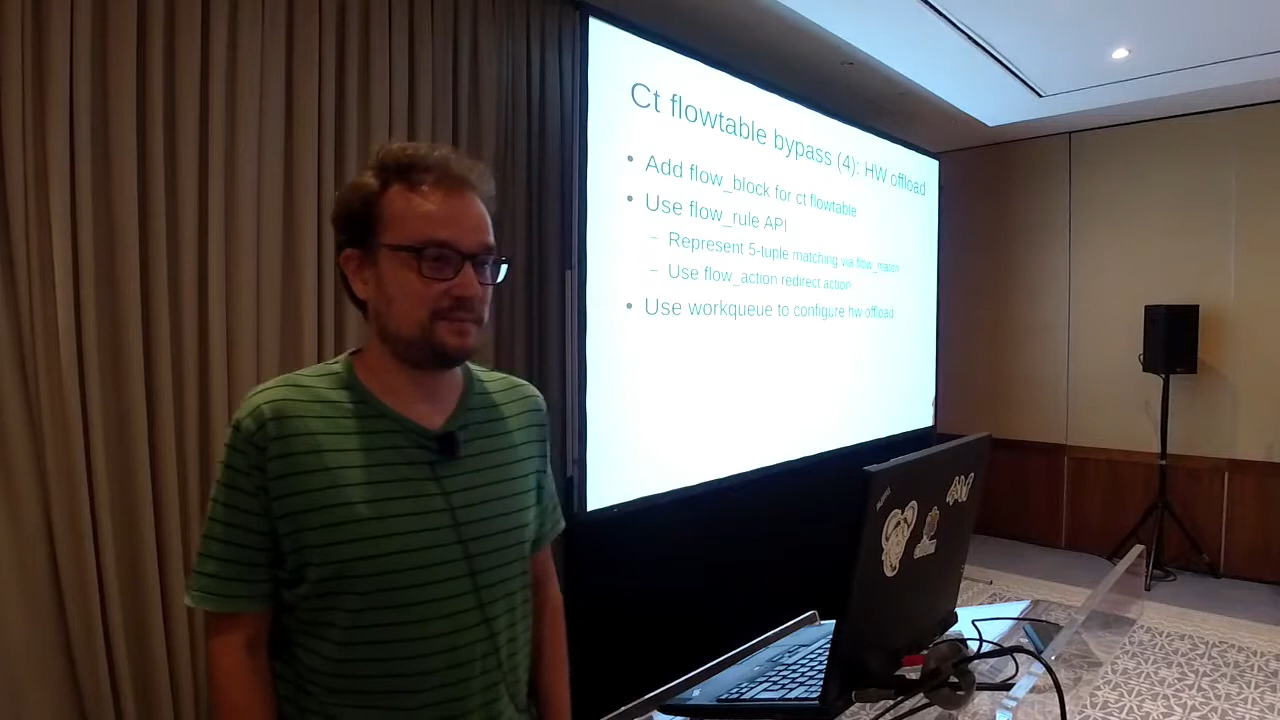 Ct flowtable bypass (4): HW offload
Add flow_block for ct flowtable
Use flow_rule API
Represent 5-tuple matching via
Use flow_action redirect action
Use workqueue to configure hw offload